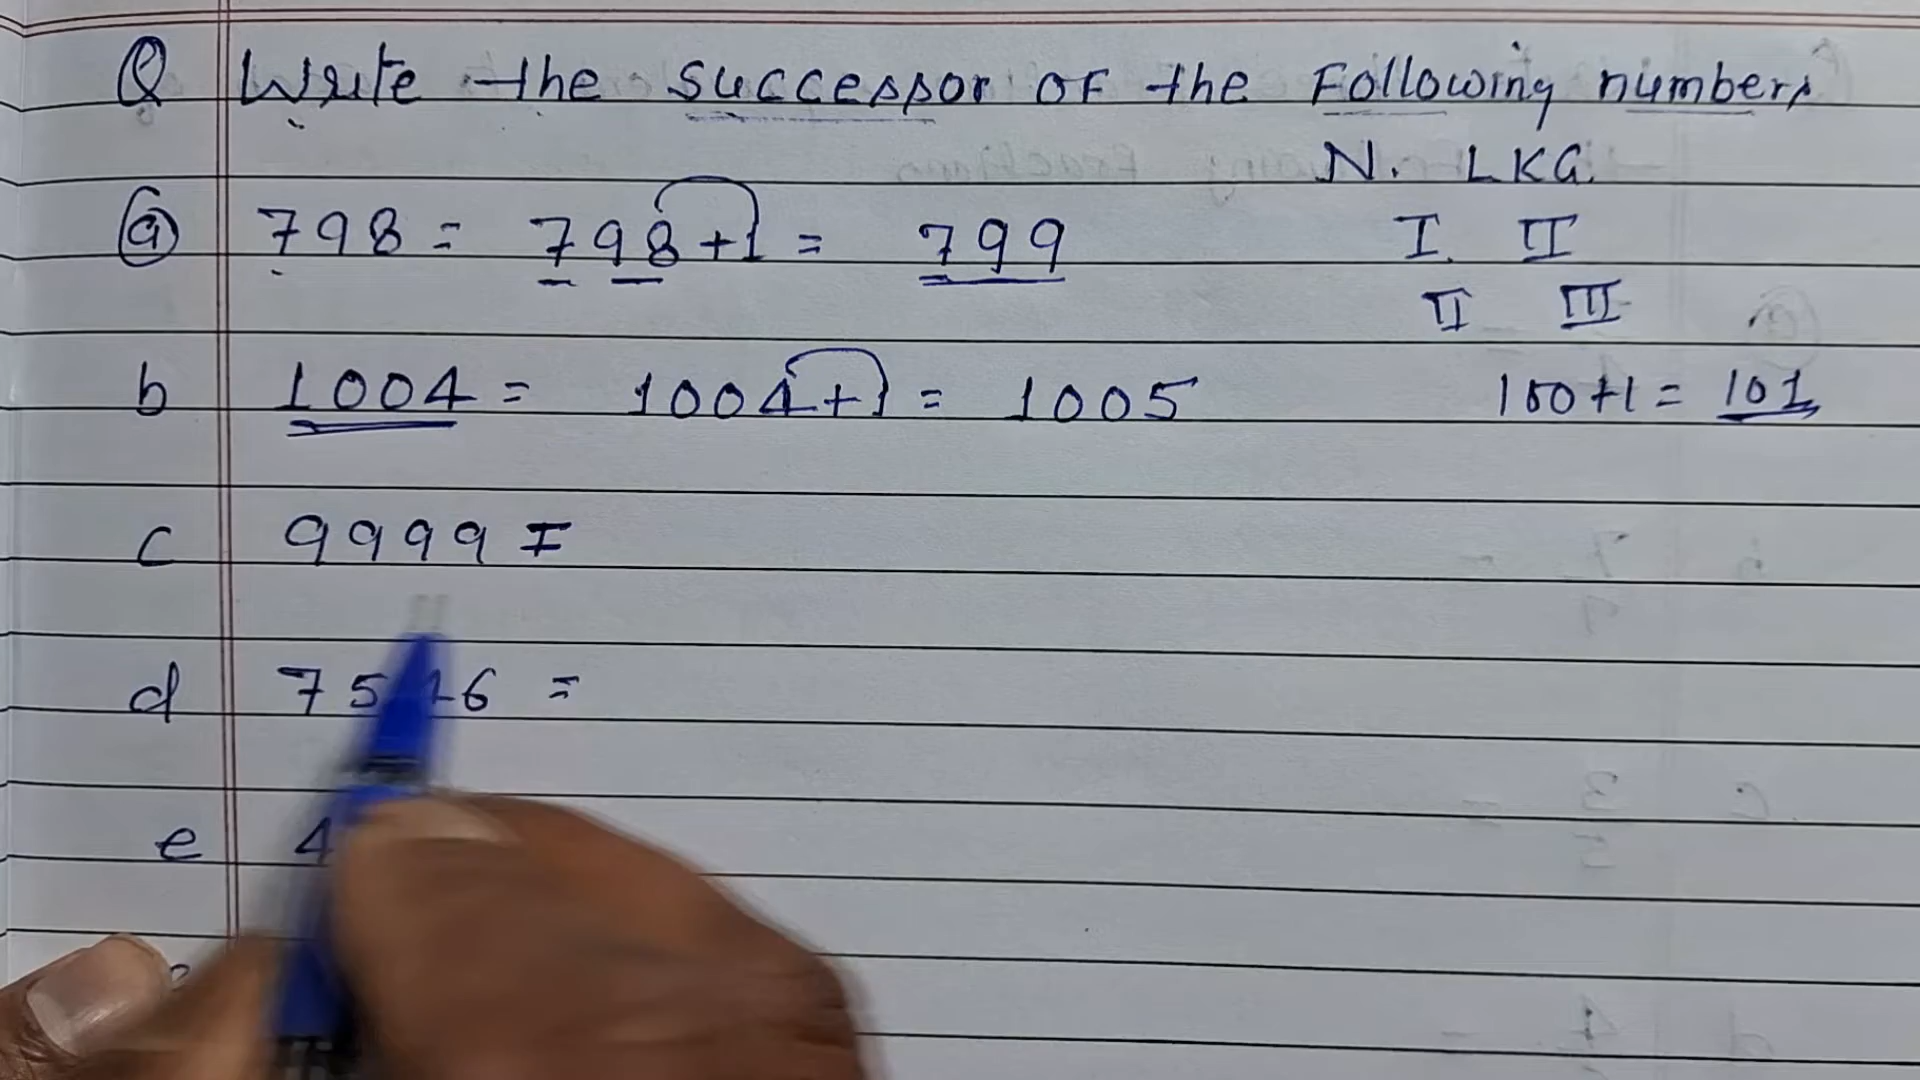 Q Write the successor of the following numbers
N. LKG.
(a) 798 = 798+1 = 799
I. II
II III
b 1004 = 1004+1 = 1005
100+1 = 101
c 9999 =
d 75 6 =
e 4